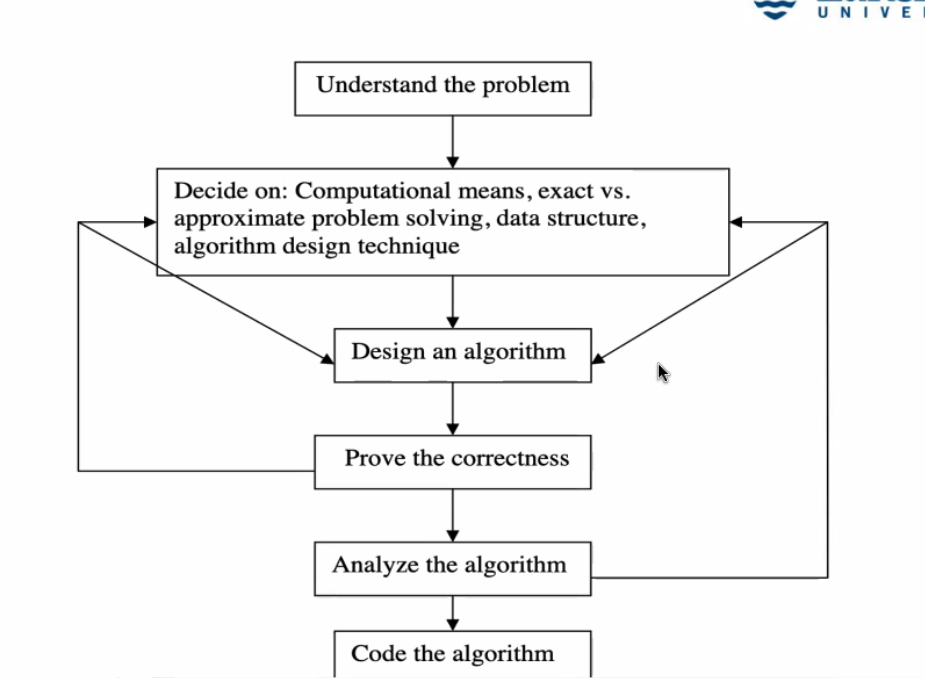 Understand the problem
Decide on: Computational means, exact vs.
approximate problem solving, data structure,
algorithm design technique
Design an algorithm
Prove the correctness
Analyze the algorithm
Code the algorithm